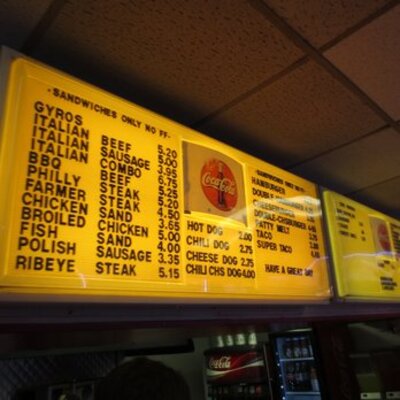 -SANDWICHES ONLY NO FF-
GYROS 5.20
ITALIAN BEEF 5.00
ITALIAN SAUSAGE 3.95
ITALIAN COMBO 6.75
BBQ BEEF 5.25
PHILLY STEAK 5.20
FARMER STEAK 4.50
CHICKEN SAND 3.65
BROILED CHICKEN 5.00
FISH SAND 4.00
POLISH SAUSAGE 3.35
RIBEYE STEAK 5.15
Coca-Cola
HOT DOG 2.00
CHILI DOG 2.75
CHEESE DOG 2.75
CHILI CHS DOG 4.00
HAMBURGER
DOUBLE
CHEESEBURGER
DOUBLE-CHEESE
PATTY MELT
TACO
SUPER TACO
HAVE A GREAT DAY
Coca-Cola